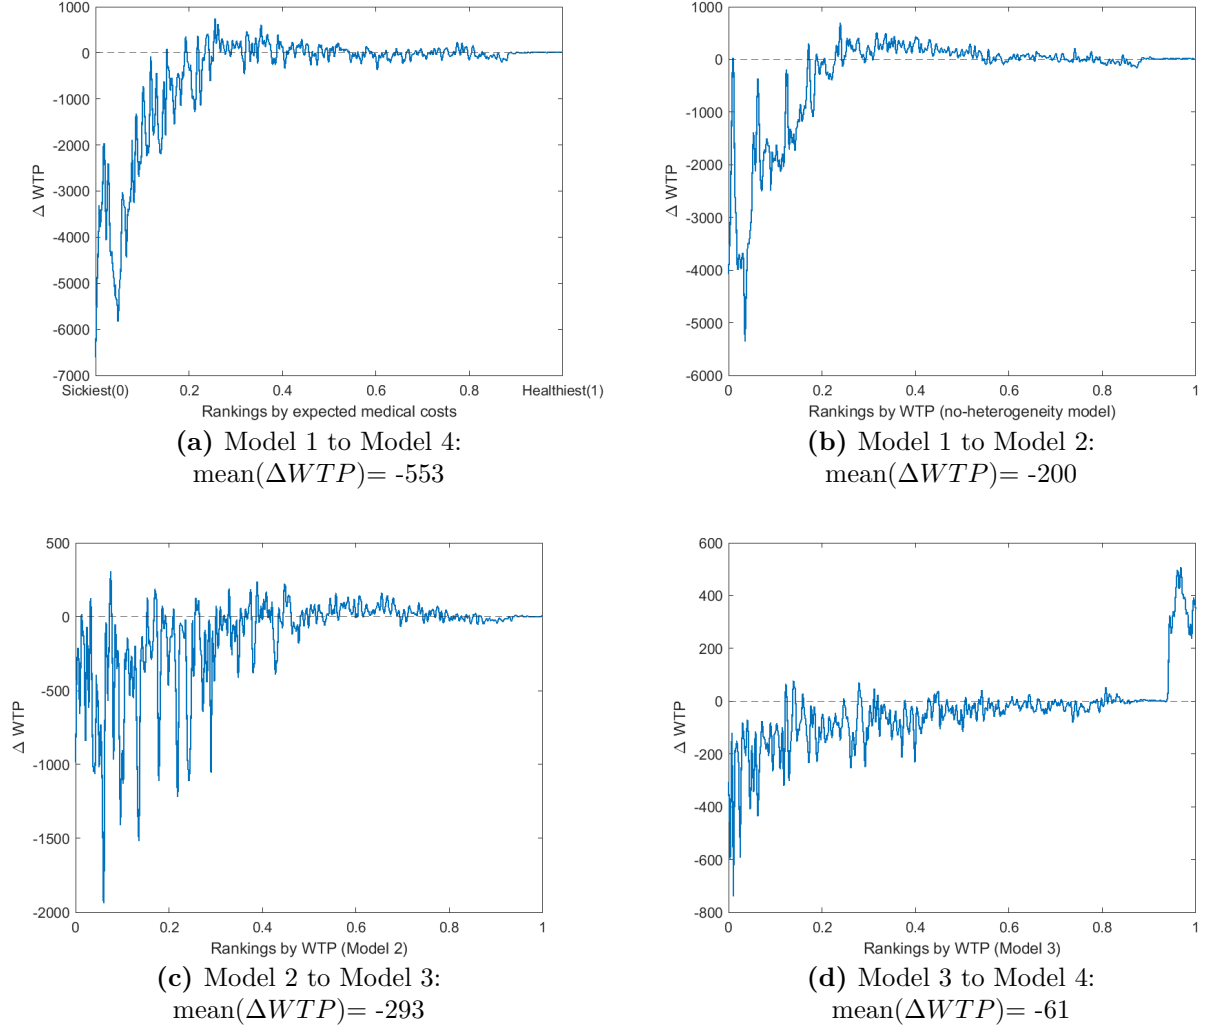 1000
0
-1000
-2000
-3000
-4000
-5000
-6000
-7000
Δ WTP
Sickiest(0)
0.2
0.4
0.6
0.8
Healthiest(1)
Rankings by expected medical costs
(a) Model 1 to Model 4:
mean(ΔWTP)= -553
1000
0
-1000
-2000
-3000
-4000
-5000
-6000
Δ WTP
0
0.2
0.4
0.6
0.8
1
Rankings by WTP (no-heterogeneity model)
(b) Model 1 to Model 2:
mean(ΔWTP)= -200
500
0
-500
-1000
-1500
-2000
Δ WTP
0
0.2
0.4
0.6
0.8
1
Rankings by WTP (Model 2)
(c) Model 2 to Model 3:
mean(ΔWTP)= -293
600
400
200
0
-200
-400
-600
-800
Δ WTP
0
0.2
0.4
0.6
0.8
1
Rankings by WTP (Model 3)
(d) Model 3 to Model 4:
mean(ΔWTP)= -61